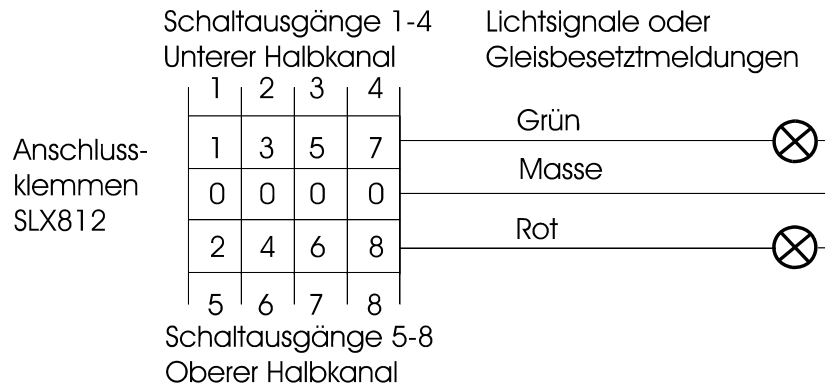 Schaltausgänge 1-4
Unterer Halbkanal
Lichtsignale oder
Gleisbesetztmeldungen
1 2 3 4
Anschluss-
klemmen
SLX812
1 3 5 7
0 0 0 0
2 4 6 8
5 6 7 8
Grün
Masse
Rot
Schaltausgänge 5-8
Oberer Halbkanal